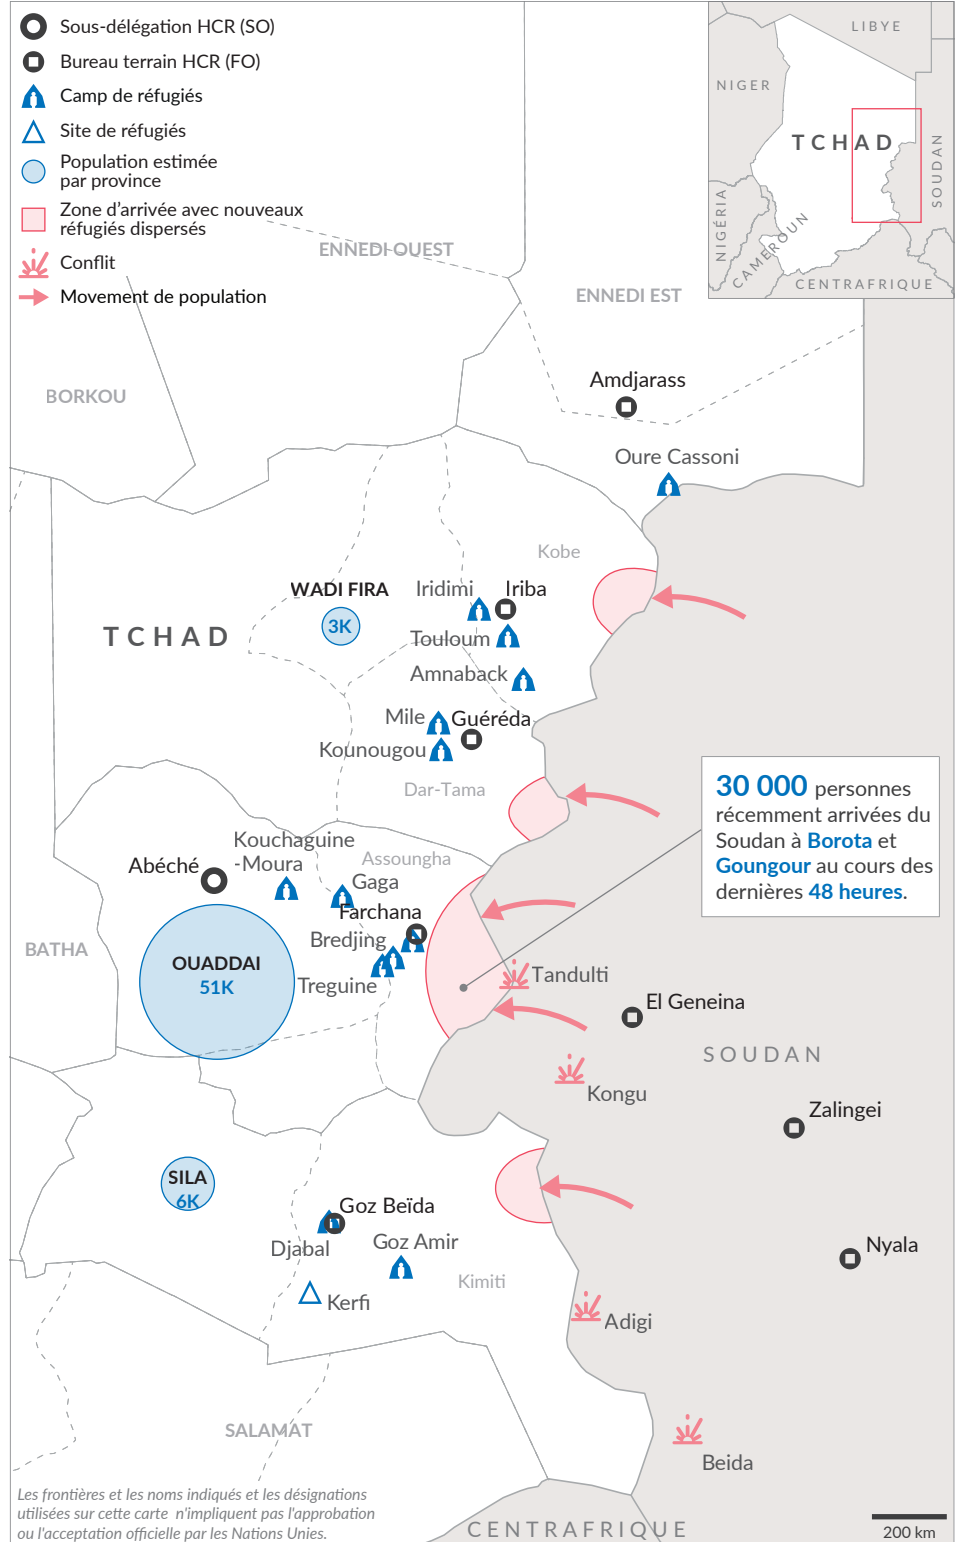 Sous-délégation HCR (SO)
Bureau terrain HCR (FO)
Camp de réfugiés
Site de réfugiés
Population estimée
par province
Zone d'arrivée avec nouveaux
réfugiés dispersés
Conflit
Movement de population
LIBYE
NIGER
TCHAD
SOUDAN
NIGÉRIA
CAMEROUN
CENTRAFRIQUE
ENNEDI OUEST
ENNEDI EST
BORKOU
Amdjarass
Oure Cassoni
Kobe
WADI FIRA
3K
Iridimi
Iriba
TCHAD
Touloum
Amnaback
Mile
Guéréda
Kounougou
Dar-Tama
30 000 personnes
récemment arrivées du
Soudan à Borota et
Goungour au cours des
dernières 48 heures.
Kouchaguine
-Moura
Assoungha
Abéché
Gaga
Farchana
Bredjing
BATHA
OUADDAI
51K
Treguine
Tandulti
El Geneina
SOUDAN
Kongu
Zalingei
SILA
6K
Goz Beïda
Djabal
Goz Amir
Nyala
Kimiti
Kerfi
Adigi
SALAMAT
Beida
Les frontières et les noms indiqués et les désignations
utilisées sur cette carte n'impliquent pas l'approbation
ou l'acceptation officielle par les Nations Unies.
CENTRAFRIQUE
200 km